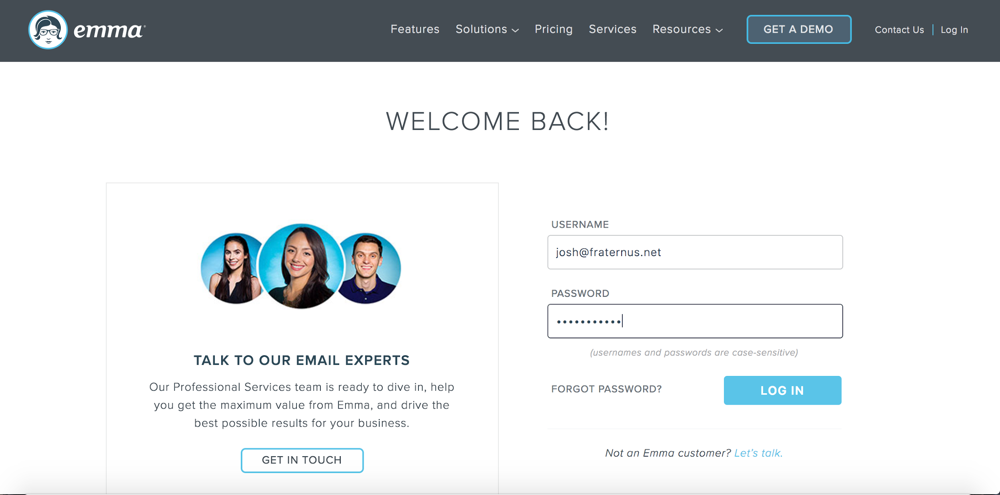 emma
Features
Solutions
Pricing
Services
Resources
GET A DEMO
Contact Us
Log In
WELCOME BACK!
TALK TO OUR EMAIL EXPERTS
Our Professional Services team is ready to dive in, help
you get the maximum value from Emma, and drive the
best possible results for your business.
GET IN TOUCH
USERNAME
josh@fraternus.net
PASSWORD
•••••••••••
(usernames and passwords are case-sensitive)
FORGOT PASSWORD?
LOG IN
Not an Emma customer? Let’s talk.